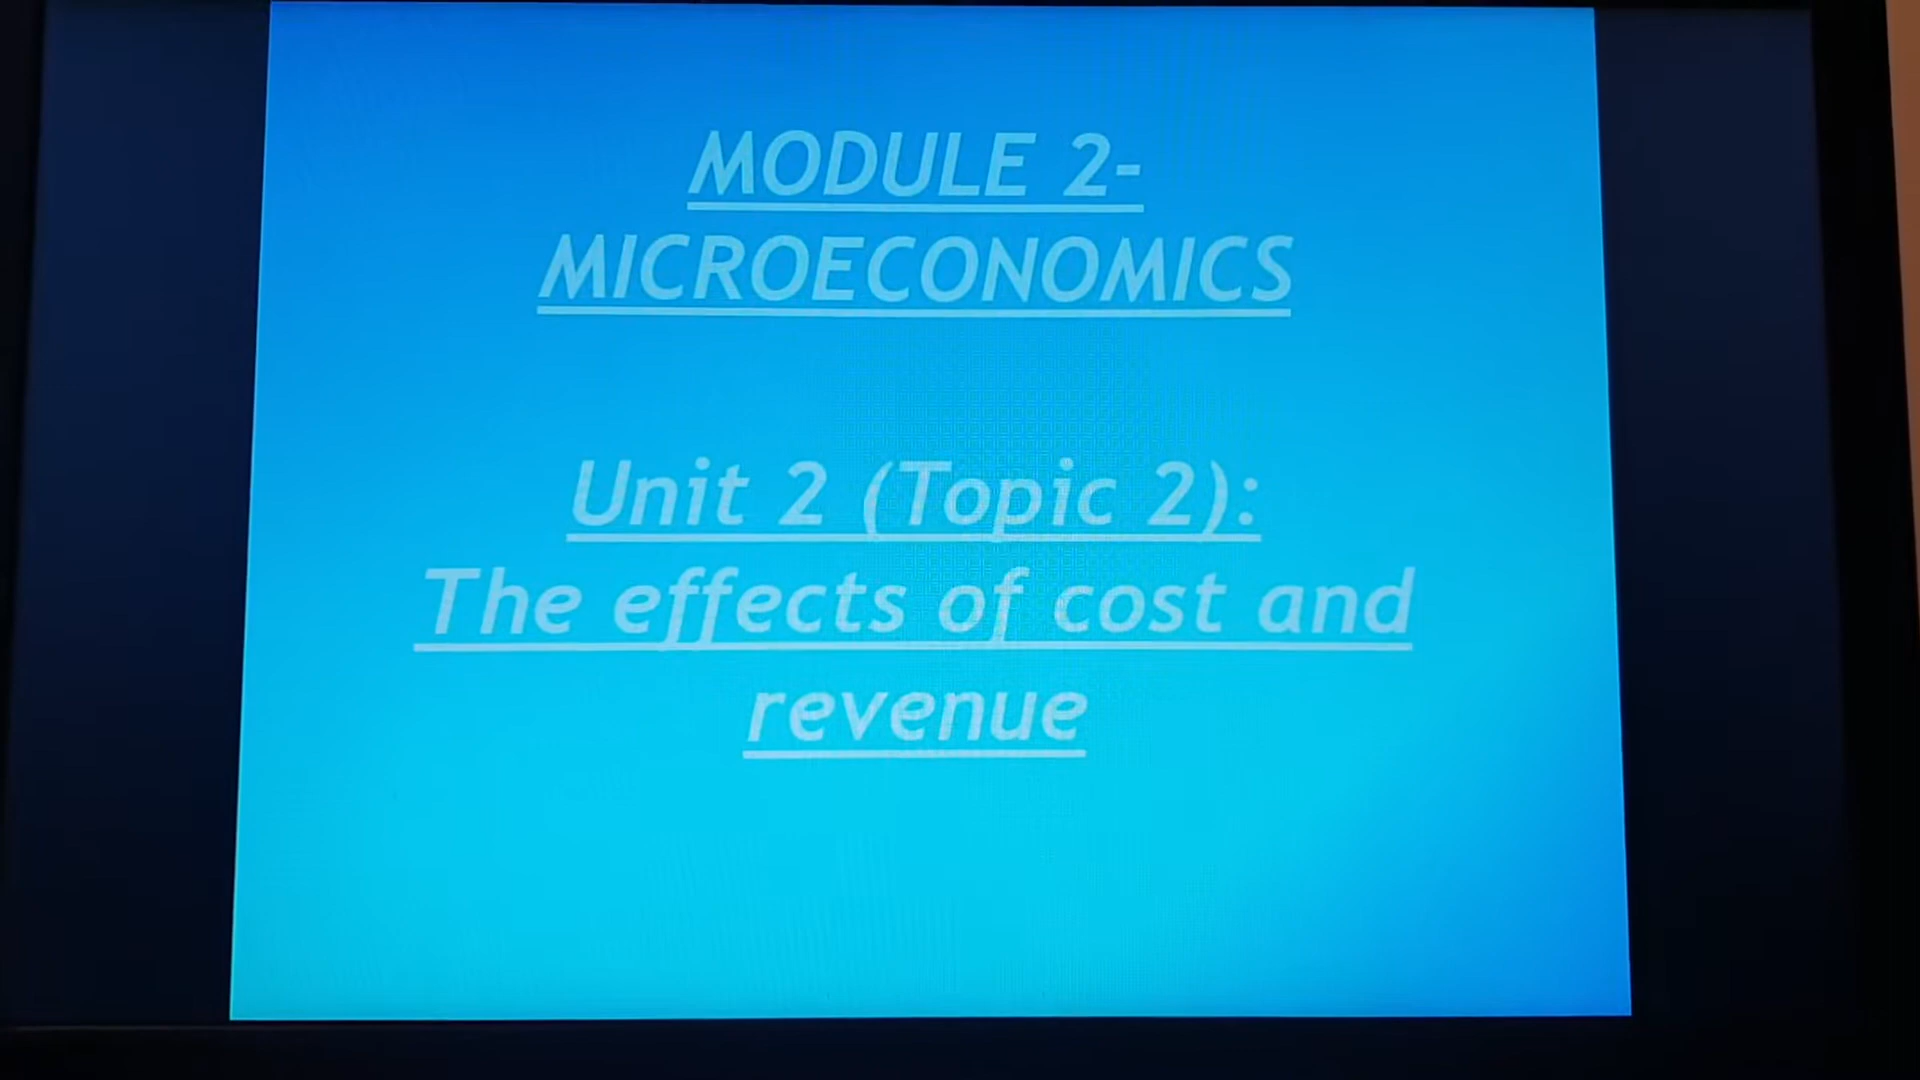 MODULE 2-
MICROECONOMICS
Unit 2 (Topic 2):
The effects of cost and
revenue